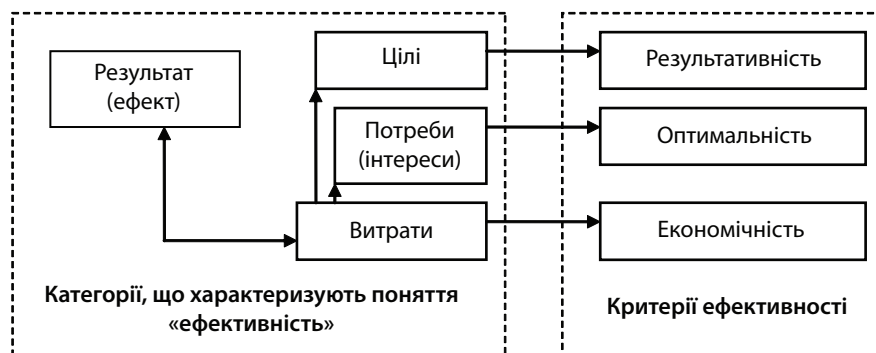 Результат
(ефект)
Цілі
Потреби
(інтереси)
Витрати
Категорії, що характеризують поняття
«ефективність»
Результативність
Оптимальність
Економічність
Критерії ефективності